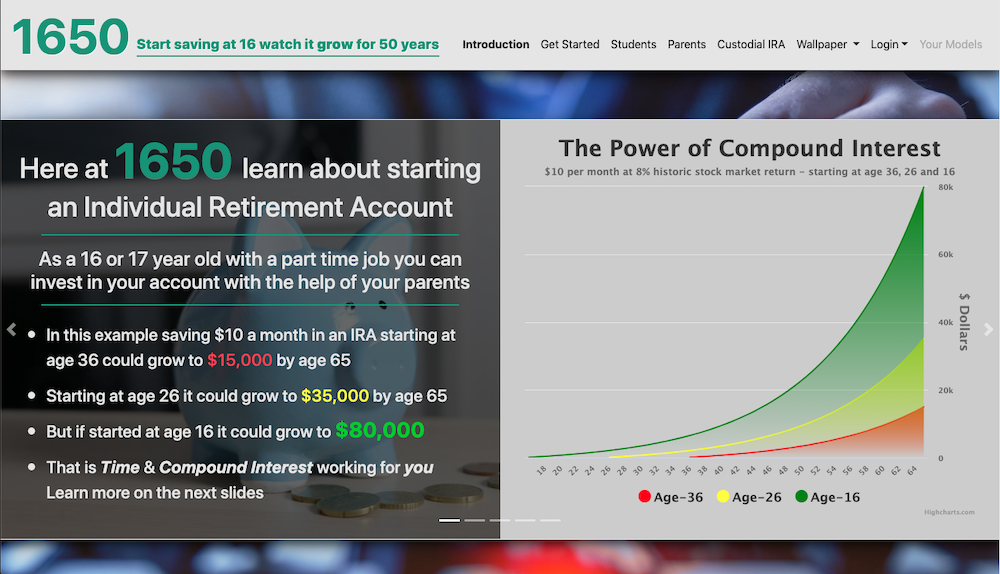 1650 Start saving at 16 watch it grow for 50 years
Introduction Get Started Students Parents Custodial IRA Wallpaper Login Your Models
Here at 1650 learn about starting
an Individual Retirement Account
As a 16 or 17 year old with a part time job you can
invest in your account with the help of your parents
• In this example saving $10 a month in an IRA starting at
age 36 could grow to $15,000 by age 65
• Starting at age 26 it could grow to $35,000 by age 65
• But if started at age 16 it could grow to $80,000
• That is Time & Compound Interest working for you
Learn more on the next slides
The Power of Compound Interest
$10 per month at 8% historic stock market return - starting at age 36, 26 and 16
80k
60k
40k
20k
0
$ Dollars
18 20 22 24 26 28 30 32 34 36 38 40 42 44 46 48 50 52 54 56 58 60 62 64
Age-36 Age-26 Age-16
Highcharts.com